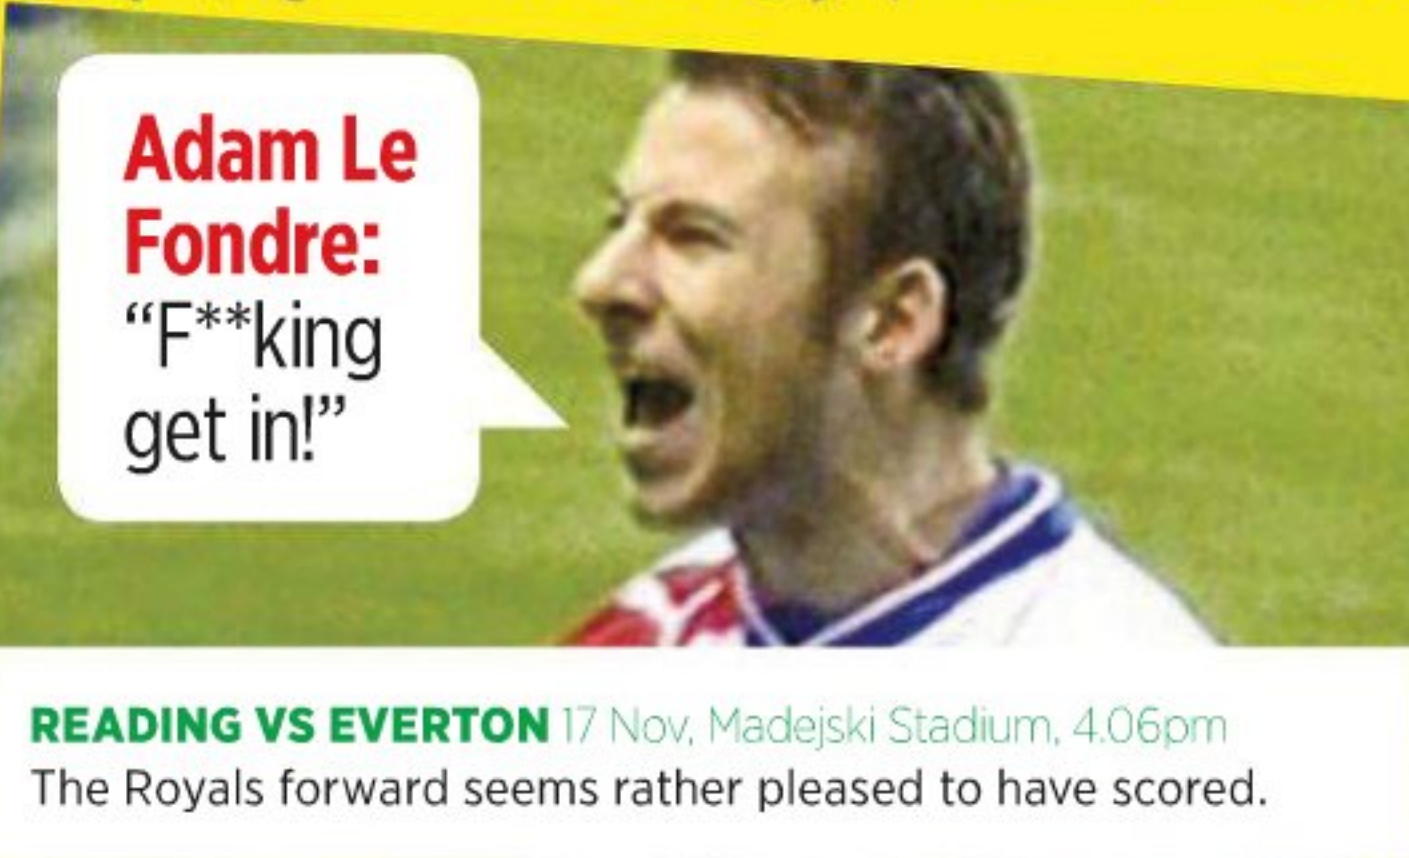 Adam Le
Fondre:
“F**king
get in!”
READING VS EVERTON 17 Nov, Madejski Stadium, 4.06pm
The Royals forward seems rather pleased to have scored.